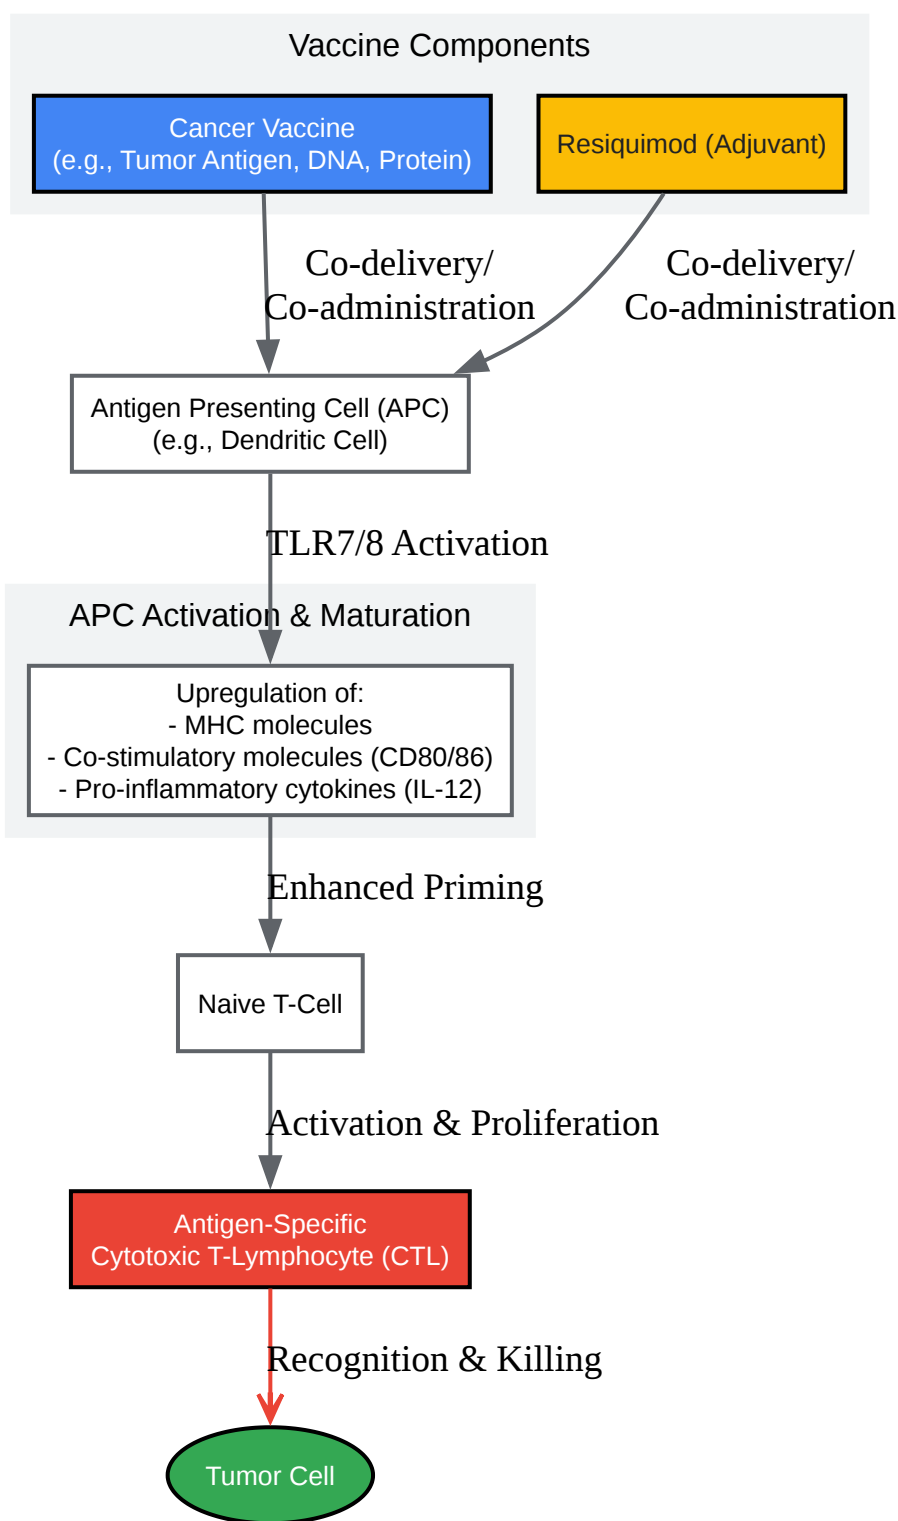 Vaccine Components
Cancer Vaccine
(e.g., Tumor Antigen, DNA, Protein)
Resiquimod (Adjuvant)
Co-delivery/
Co-administration
Co-delivery/
Co-administration
Antigen Presenting Cell (APC)
(e.g., Dendritic Cell)
TLR7/8 Activation
APC Activation & Maturation
Upregulation of:
- MHC molecules
- Co-stimulatory molecules (CD80/86)
- Pro-inflammatory cytokines (IL-12)
Enhanced Priming
Naive T-Cell
Activation & Proliferation
Antigen-Specific
Cytotoxic T-Lymphocyte (CTL)
Recognition & Killing
Tumor Cell